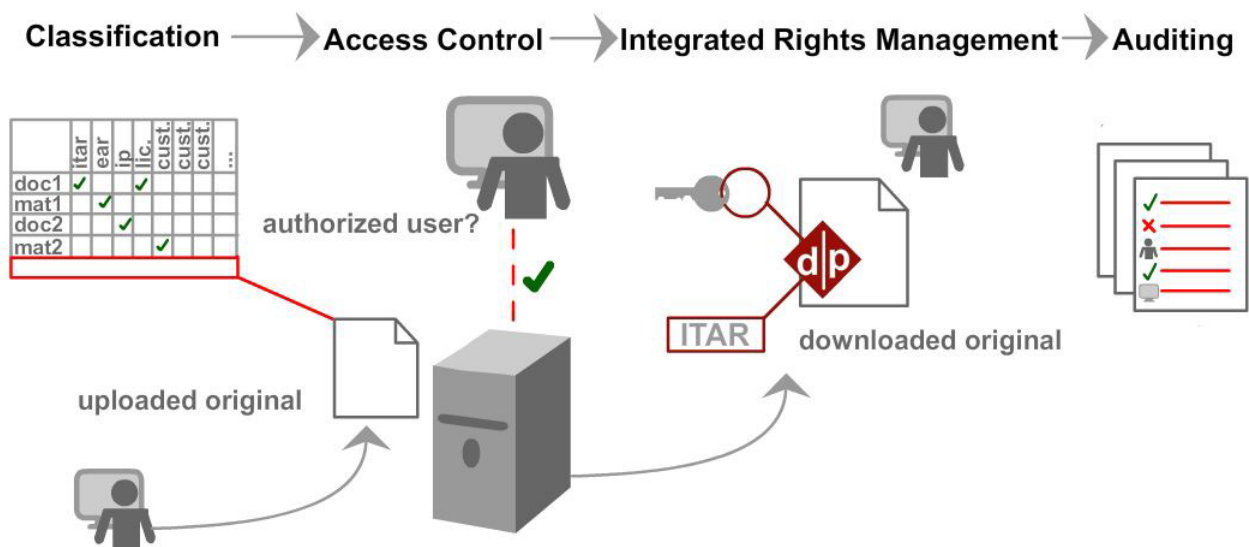 Classification
Access Control
Integrated Rights Management
Auditing
itar
ear
ip
lic.
cust.
cust.
cust.
...
doc1
mat1
doc2
mat2
authorized user?
uploaded original
d|p
ITAR
downloaded original